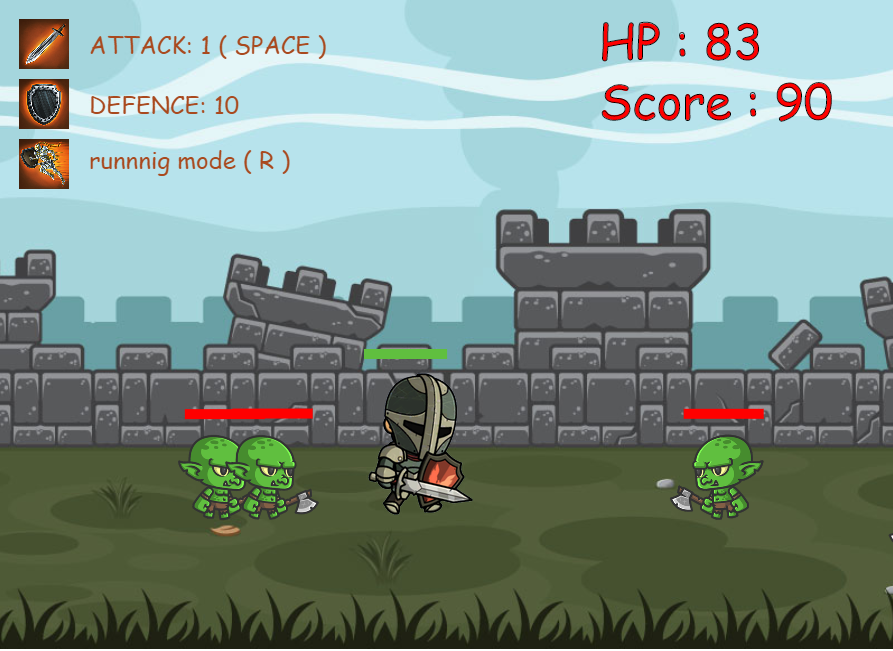 ATTACK: 1 ( SPACE )
HP : 83
DEFENCE: 10
Score : 90
runnnig mode ( R )